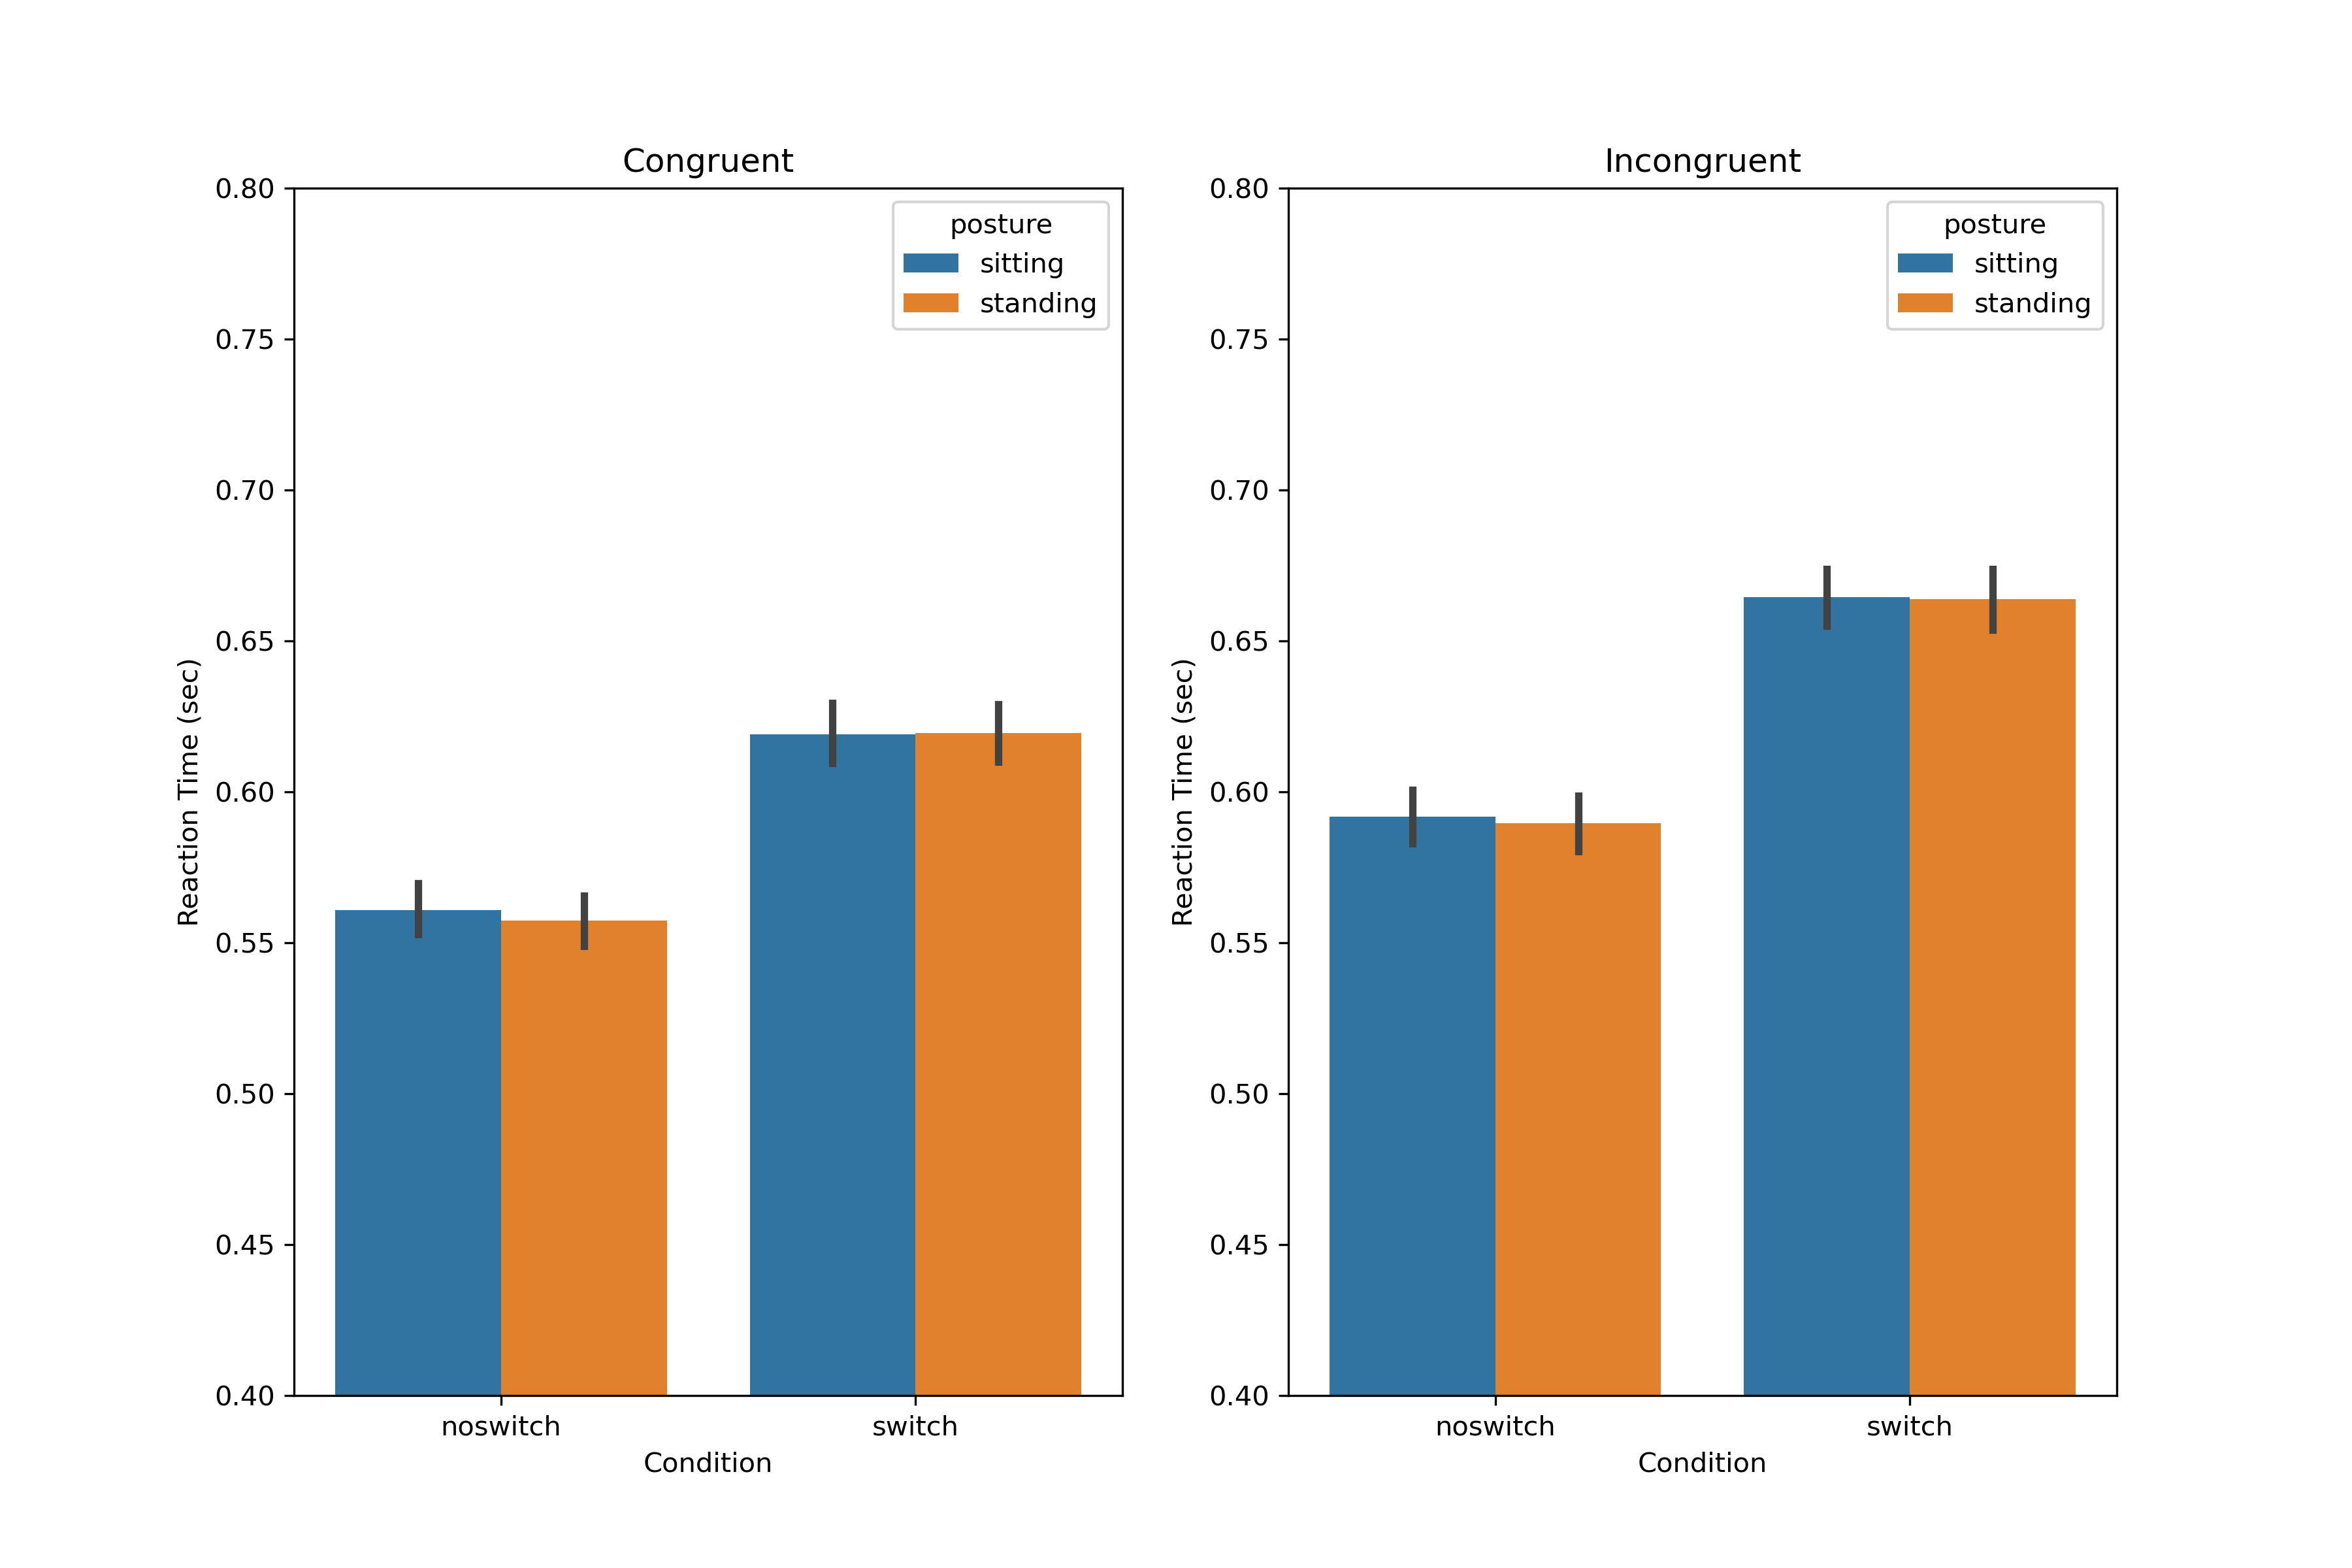 Congruent
0.80
0.75
0.70
0.65
0.60
0.55
0.50
0.45
0.40
Reaction Time (sec)
posture
sitting
standing
noswitch switch
Condition
Incongruent
0.80
0.75
0.70
0.65
0.60
0.55
0.50
0.45
0.40
Reaction Time (sec)
posture
sitting
standing
noswitch switch
Condition